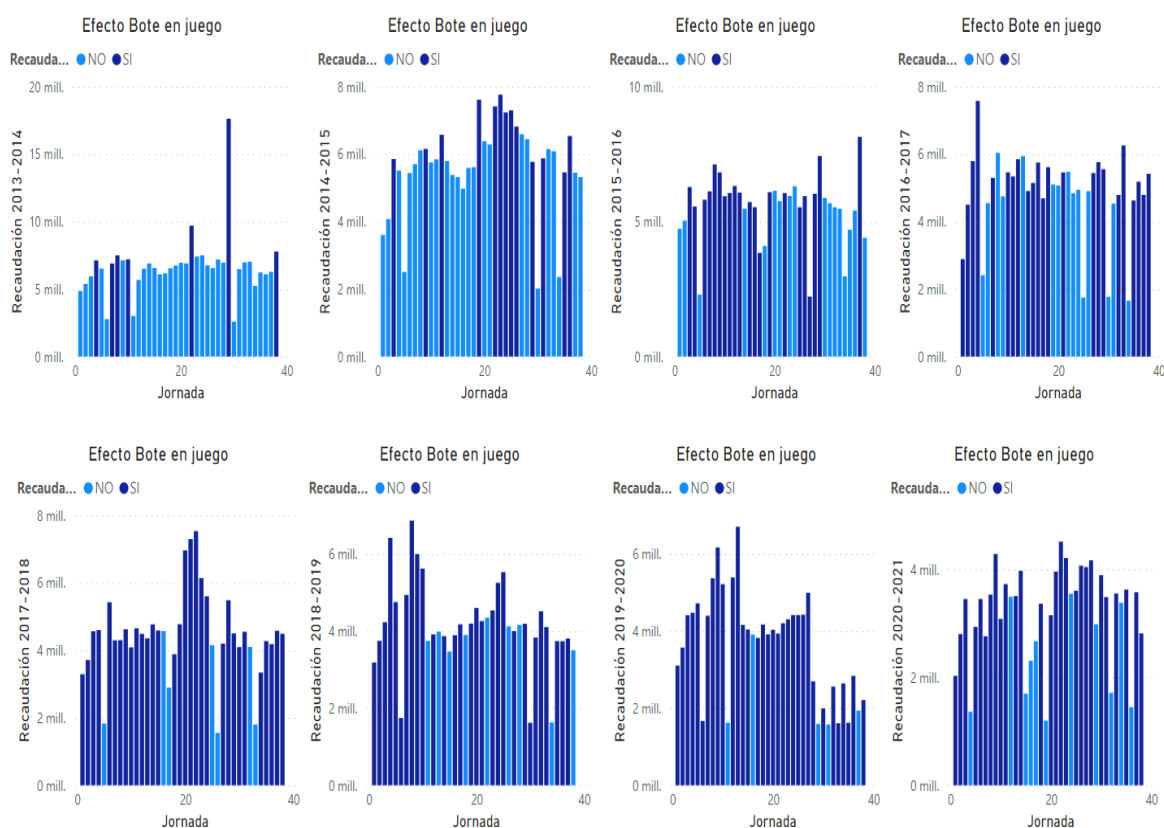 Efecto Bote en juego
Recauda... NO SI
20 mill.
15 mill.
10 mill.
5 mill.
0 mill.
Recaudación 2013-2014
0 20 40
Jornada
Efecto Bote en juego
Recauda... NO SI
8 mill.
6 mill.
4 mill.
2 mill.
0 mill.
Recaudación 2014-2015
0 20 40
Jornada
Efecto Bote en juego
Recauda... NO SI
10 mill.
5 mill.
0 mill.
Recaudación 2015-2016
0 20 40
Jornada
Efecto Bote en juego
Recauda... NO SI
8 mill.
6 mill.
4 mill.
2 mill.
0 mill.
Recaudación 2016-2017
0 20 40
Jornada
Efecto Bote en juego
Recauda... NO SI
8 mill.
6 mill.
4 mill.
2 mill.
0 mill.
Recaudación 2017-2018
0 20 40
Jornada
Efecto Bote en juego
Recauda... NO SI
6 mill.
4 mill.
2 mill.
0 mill.
Recaudación 2018-2019
0 20 40
Jornada
Efecto Bote en juego
Recauda... NO SI
6 mill.
4 mill.
2 mill.
0 mill.
Recaudación 2019-2020
0 20 40
Jornada
Efecto Bote en juego
Recauda... NO SI
4 mill.
2 mill.
0 mill.
Recaudación 2020-2021
0 20 40
Jornada